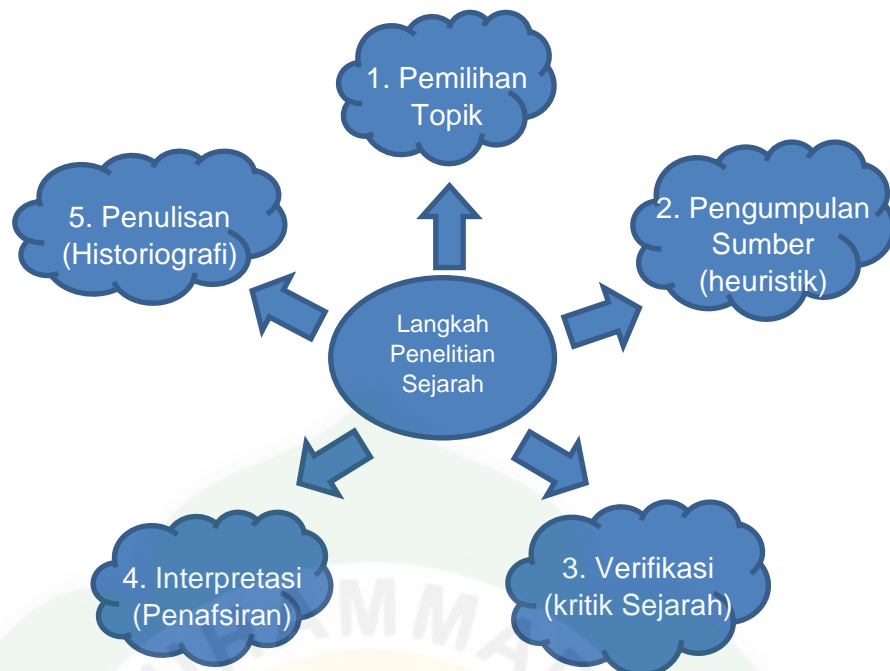 1. Pemilihan
Topik
2. Pengumpulan
Sumber
(heuristik)
3. Verifikasi
(kritik Sejarah)
4. Interpretasi
(Penafsiran)
5. Penulisan
(Historiografi)
Langkah
Penelitian
Sejarah